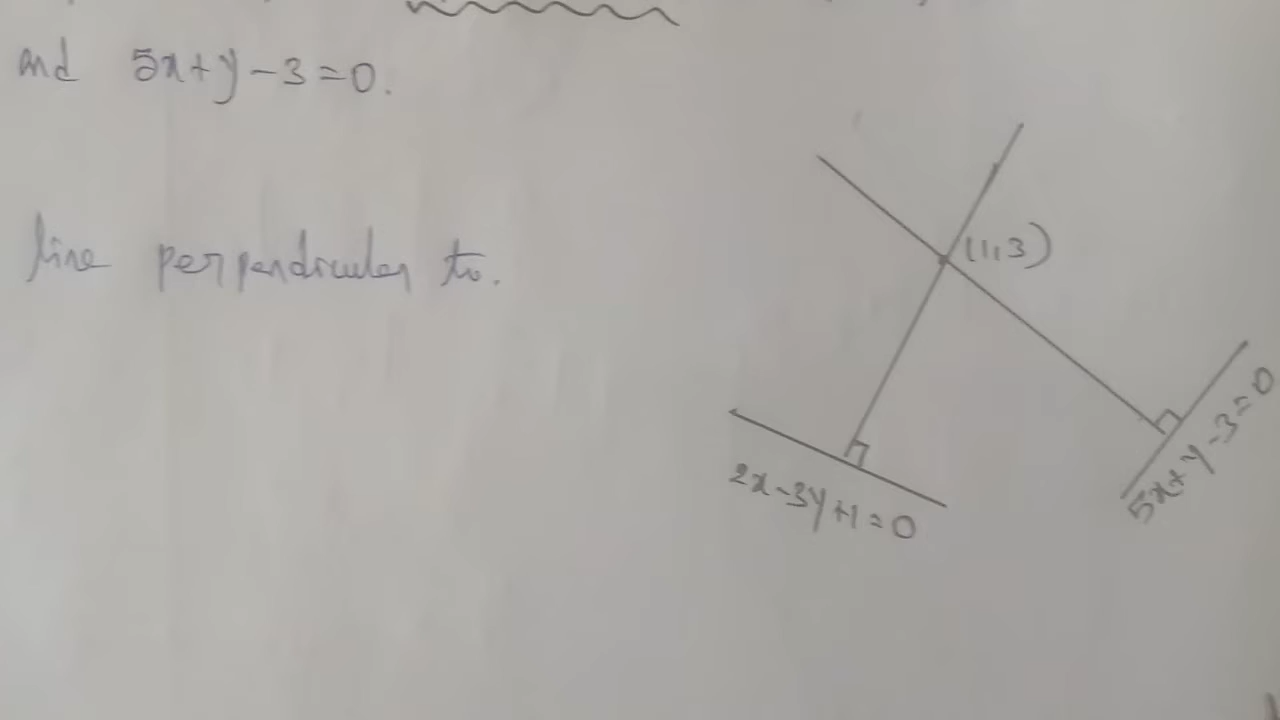 and 5x+y-3=0.
line perpendicular to.
(1,3)
2x-3y+1=0
5x+y-3=0